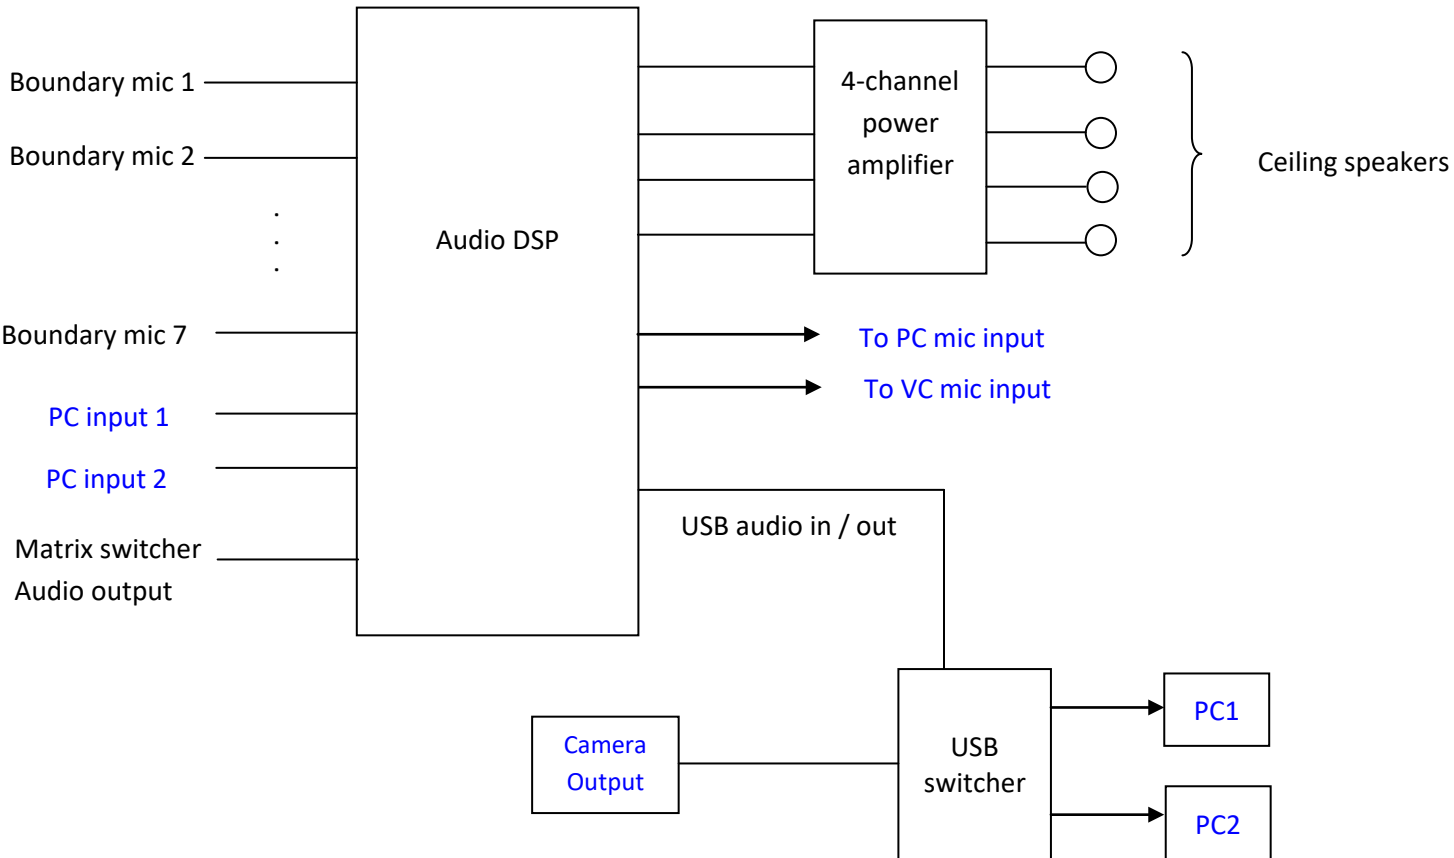 Boundary mic 1
Boundary mic 2
.
.
.
Boundary mic 7
PC input 1
PC input 2
Matrix switcher
Audio output
Audio DSP
4-channel
power
amplifier
Ceiling speakers
To PC mic input
To VC mic input
USB audio in / out
Camera
Output
USB
switcher
PC1
PC2